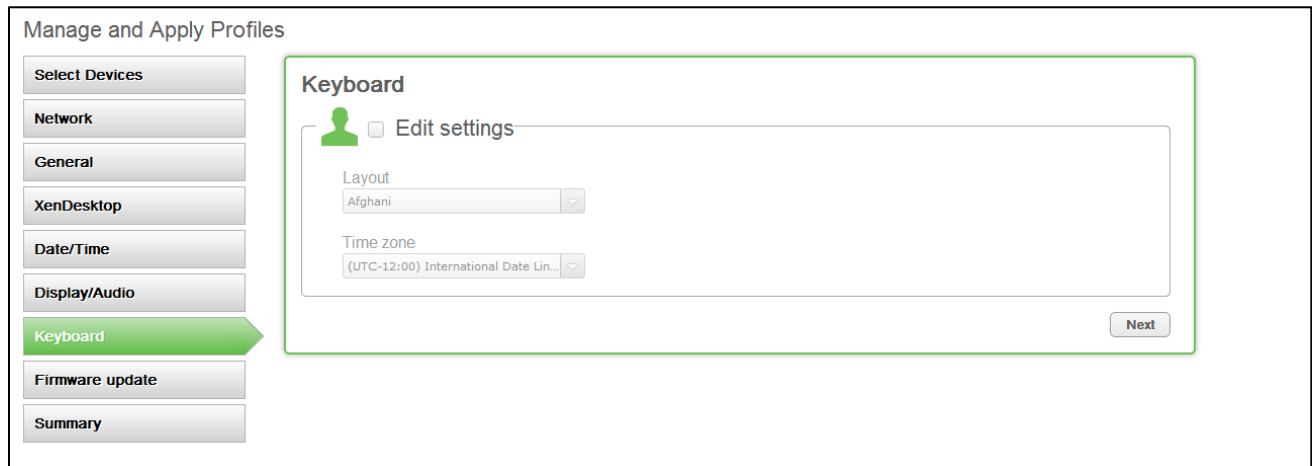 Manage and Apply Profiles
Select Devices
Network
General
XenDesktop
Date/Time
Display/Audio
Keyboard
Firmware update
Summary
Keyboard
Edit settings
Layout
Afghani
Time zone
(UTC-12:00) International Date Lin...
Next